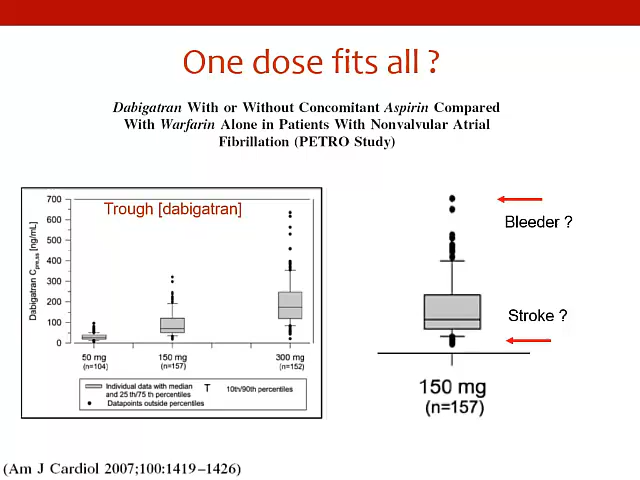 One dose fits all ?
Dabigatran With or Without Concomitant Aspirin Compared
With Warfarin Alone in Patients With Nonvalvular Atrial
Fibrillation (PETRO Study)
Trough [dabigatran]
Dabigatran Cpre,ss [ng/mL]
700
600
500
400
300
200
100
0
50 mg
(n=104)
150 mg
(n=157)
300 mg
(n=152)
Individual data with median
and 25 th/75 th percentiles
Datapoints outside percentiles
10th/90th percentiles
Bleeder ?
Stroke ?
150 mg
(n=157)
(Am J Cardiol 2007;100:1419–1426)